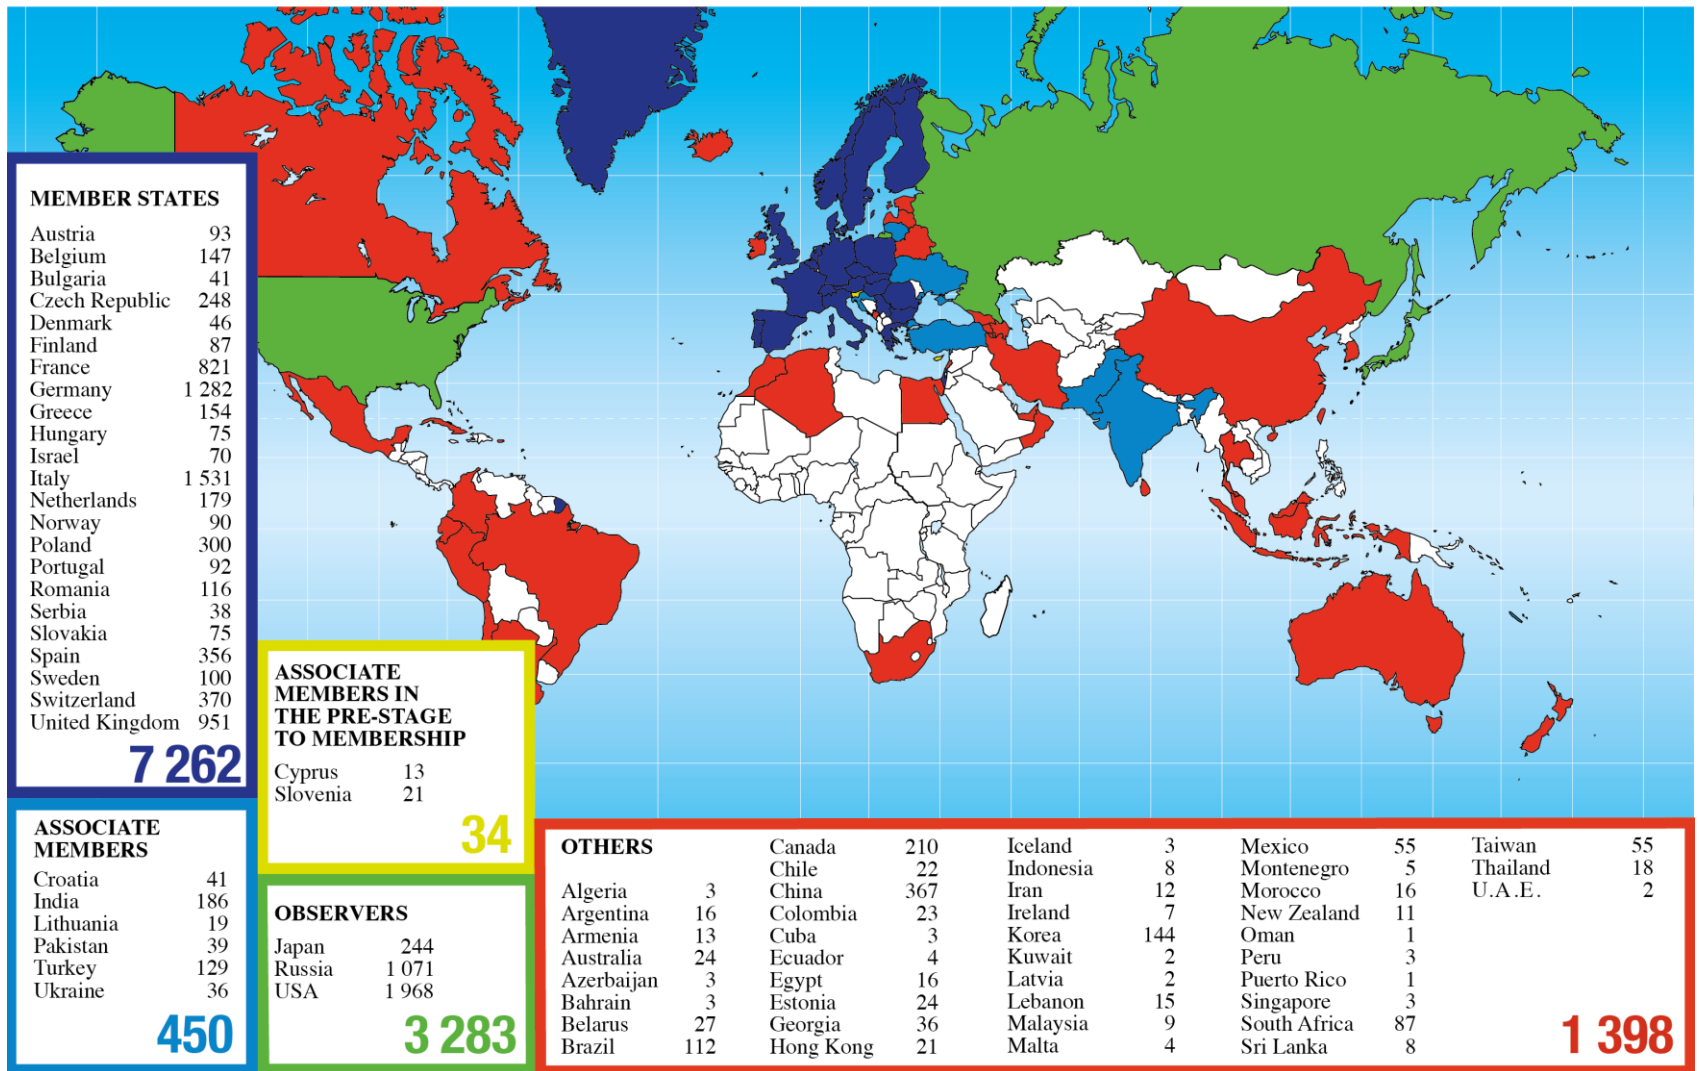 MEMBER STATES
Austria 93
Belgium 147
Bulgaria 41
Czech Republic 248
Denmark 46
Finland 87
France 821
Germany 1 282
Greece 154
Hungary 75
Israel 70
Italy 1 531
Netherlands 179
Norway 90
Poland 300
Portugal 92
Romania 116
Serbia 38
Slovakia 75
Spain 356
Sweden 100
Switzerland 370
United Kingdom 951
7 262
ASSOCIATE
MEMBERS
Croatia 41
India 186
Lithuania 19
Pakistan 39
Turkey 129
Ukraine 36
450
ASSOCIATE
MEMBERS IN
THE PRE-STAGE
TO MEMBERSHIP
Cyprus 13
Slovenia 21
34
OBSERVERS
Japan 244
Russia 1 071
USA 1 968
3 283
OTHERS
Algeria 3
Argentina 16
Armenia 13
Australia 24
Azerbaijan 3
Bahrain 3
Belarus 27
Brazil 112
Canada 210
Chile 22
China 367
Colombia 23
Cuba 3
Ecuador 4
Egypt 16
Estonia 24
Georgia 36
Hong Kong 21
Iceland 3
Indonesia 8
Iran 12
Ireland 7
Korea 144
Kuwait 2
Latvia 2
Lebanon 15
Malaysia 9
Malta 4
Mexico 55
Montenegro 5
Morocco 16
New Zealand 11
Oman 1
Peru 3
Puerto Rico 1
Singapore 3
South Africa 87
Sri Lanka 8
Taiwan 55
Thailand 18
U.A.E. 2
1 398